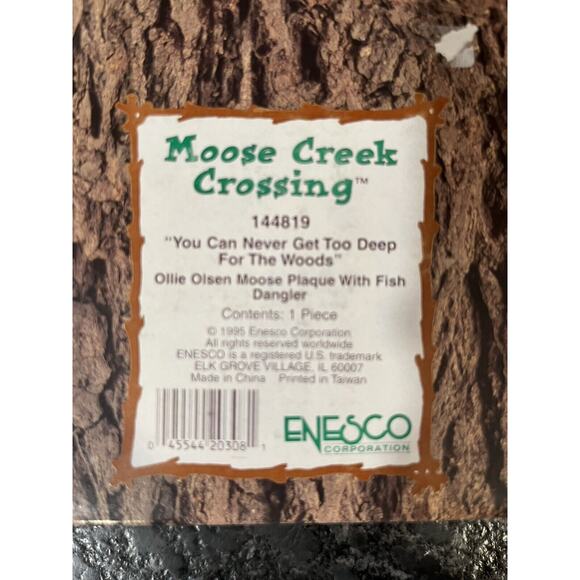 Moose Creek
Crossing™
144819
"You Can Never Get Too Deep
For The Woods"
Ollie Olsen Moose Plaque With Fish
Dangler
Contents: 1 Piece
© 1995 Enesco Corporation
All rights reserved worldwide
ENESCO is a registered U.S. trademark
ELK GROVE VILLAGE, IL 60007
Made in China Printed in Taiwan
0 45544 20308 1
ENESCO
CORPORATION